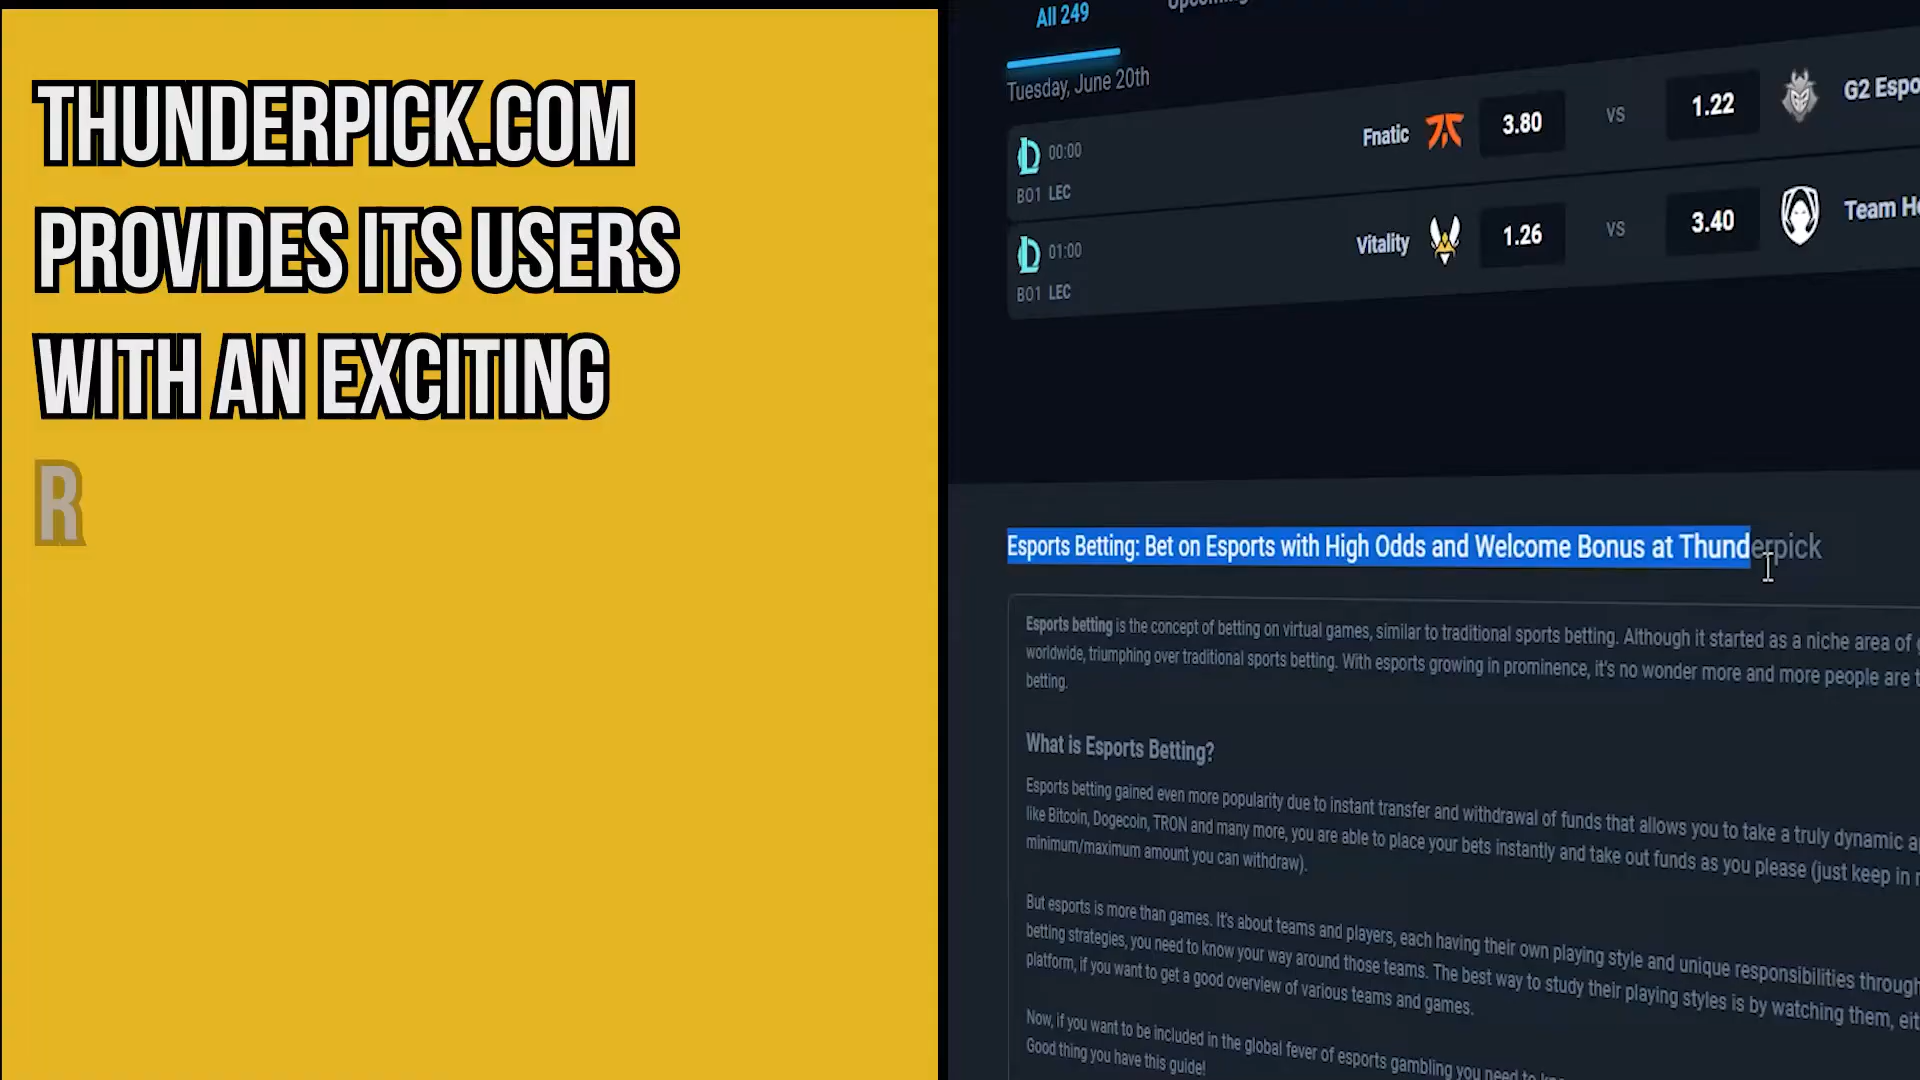 THUNDERPICK.COM
PROVIDES ITS USERS
WITH AN EXCITING
R
All 249
Tuesday, June 20th
00:00
BO1 LEC
Fnatic
3.80
VS
1.22
G2 Espo
01:00
BO1 LEC
Vitality
1.26
VS
3.40
Team He
Esports Betting: Bet on Esports with High Odds and Welcome Bonus at Thunderpick
Esports betting is the concept of betting on virtual games, similar to traditional sports betting. Although it started as a niche area of
worldwide, triumphing over traditional sports betting. With esports growing in prominence, it's no wonder more and more people are t
betting.
What is Esports Betting?
Esports betting gained even more popularity due to instant transfer and withdrawal of funds that allows you to take a truly dynamic a
like Bitcoin, Dogecoin, TRON and many more, you are able to place your bets instantly and take out funds as you please (just keep in
minimum/maximum amount you can withdraw).
But esports is more than games. It's about teams and players, each having their own playing style and unique responsibilities through
betting strategies, you need to know your way around those teams. The best way to study their playing styles is by watching them, eit
platform, if you want to get a good overview of various teams and games.
Now, if you want to be included in the global fever of esports gambling you need to
Good thing you have this guide!